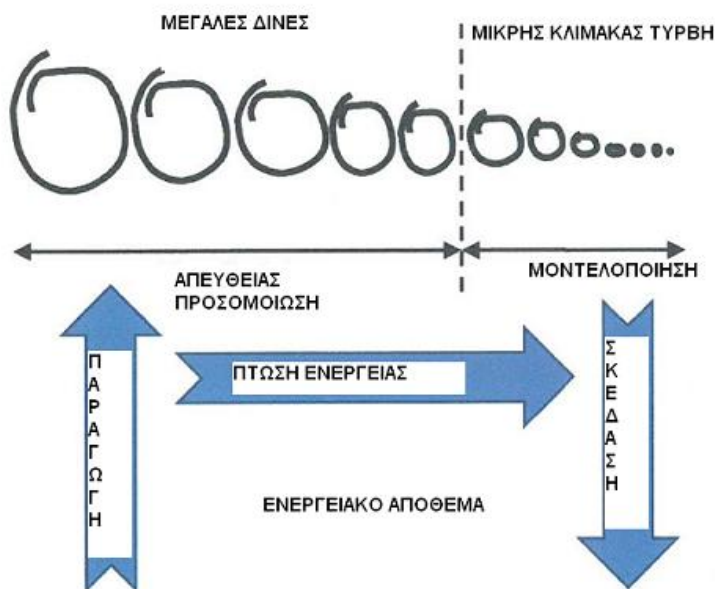 ΜΕΓΑΛΕΣ ΔΙΝΕΣ
ΜΙΚΡΗΣ ΚΛΙΜΑΚΑΣ ΤΥΡΒΗ
ΑΠΕΥΘΕΙΑΣ
ΠΡΟΣΟΜΟΙΩΣΗ
ΜΟΝΤΕΛΟΠΟΙΗΣΗ
ΠΑΡΑΓΩΓΗ
ΠΤΩΣΗ ΕΝΕΡΓΕΙΑΣ
ΣΚΕΔΑΣΗ
ΕΝΕΡΓΕΙΑΚΟ ΑΠΟΘΕΜΑ